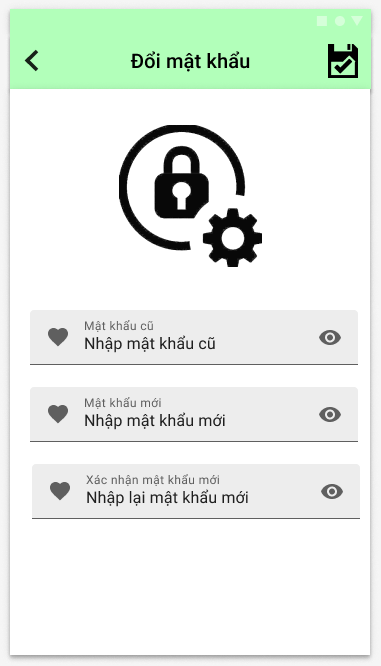 Đổi mật khẩu
Mật khẩu cũ
Nhập mật khẩu cũ
Mật khẩu mới
Nhập mật khẩu mới
Xác nhận mật khẩu mới
Nhập lại mật khẩu mới